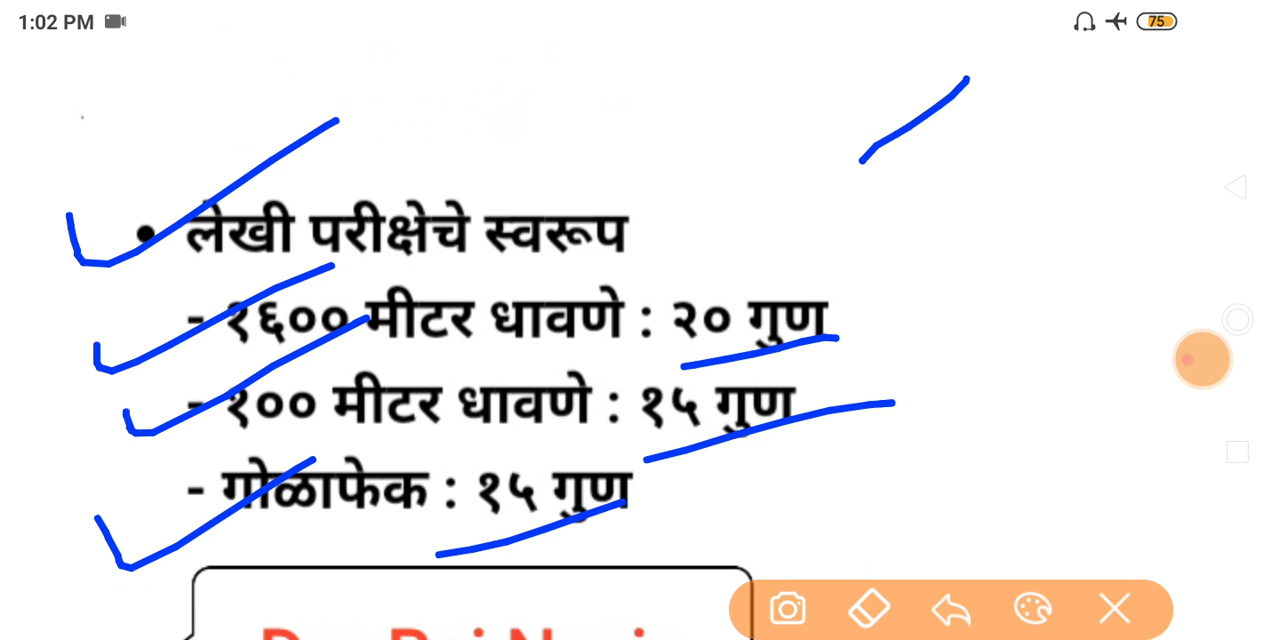 1:02 PM
75
• लेखी परीक्षेचे स्वरूप
- १६०० मीटर धावणे : २० गुण
- १०० मीटर धावणे : १५ गुण
- गोळाफेक : १५ गुण